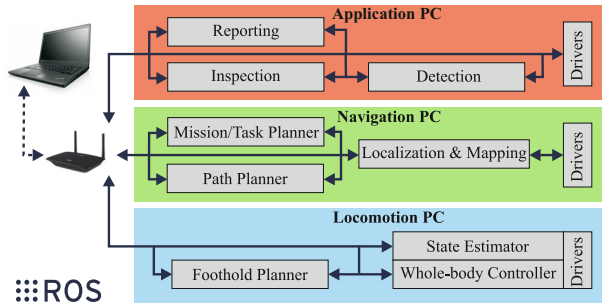 Application PC
Reporting
Inspection
Detection
Drivers
Navigation PC
Mission/Task Planner
Path Planner
Localization & Mapping
Drivers
Locomotion PC
Foothold Planner
State Estimator
Whole-body Controller
Drivers
ROS